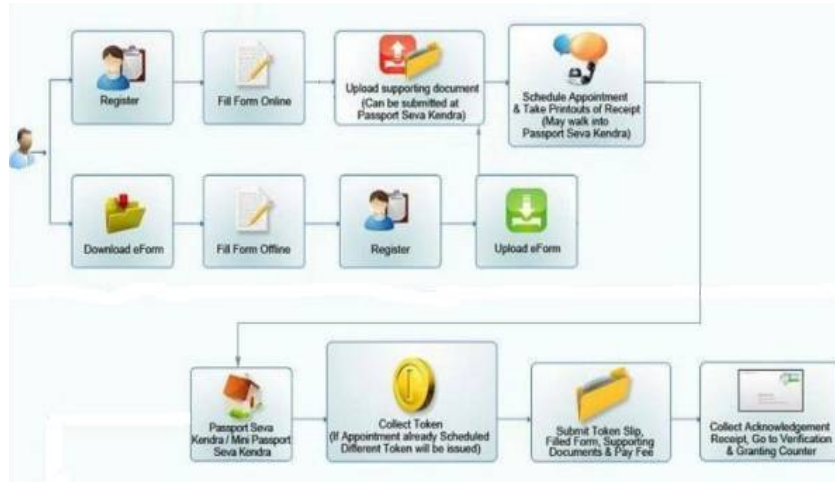 Register
Fill Form Online
Upload supporting document
(Can be submitted at
Passport Seva Kendra)
Schedule Appointment
& Take Printouts of Receipt
(May walk into
Passport Seva Kendra)
Download eForm
Fill Form Offline
Register
Upload eForm
Passport Seva
Kendra / Mini Passport
Seva Kendra
Collect Token
(If Appointment already Scheduled
Different Token will be issued)
Submit Token Slip,
Filled Form, Supporting
Documents & Pay Fee
Collect Acknowledgement
Receipt, Go to Verification
& Granting Counter